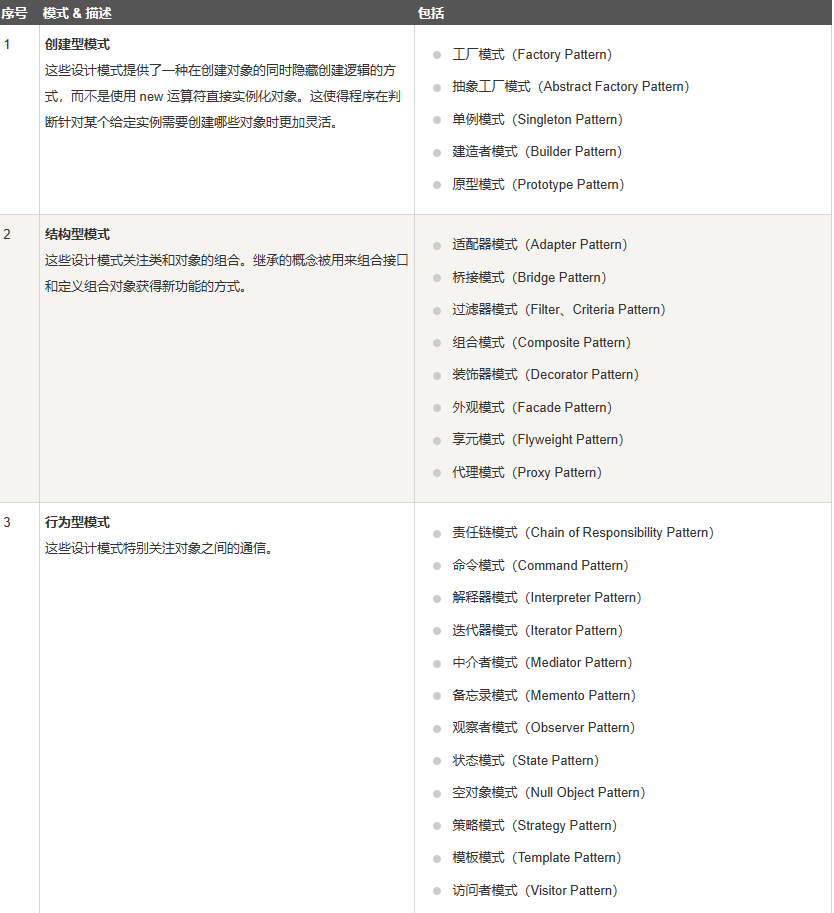 序号 模式 & 描述 包括
1 创建型模式
这些设计模式提供了一种在创建对象的同时隐藏创建逻辑的方
式，而不是使用 new 运算符直接实例化对象。这使得程序在判
断针对某个给定实例需要创建哪些对象时更加灵活。
工厂模式（Factory Pattern）
抽象工厂模式（Abstract Factory Pattern）
单例模式（Singleton Pattern）
建造者模式（Builder Pattern）
原型模式（Prototype Pattern）
2 结构型模式
这些设计模式关注类和对象的组合。继承的概念被用来组合接口
和定义组合对象获得新功能的方式。
适配器模式（Adapter Pattern）
桥接模式（Bridge Pattern）
过滤器模式（Filter、Criteria Pattern）
组合模式（Composite Pattern）
装饰器模式（Decorator Pattern）
外观模式（Facade Pattern）
享元模式（Flyweight Pattern）
代理模式（Proxy Pattern）
3 行为型模式
这些设计模式特别关注对象之间的通信。
责任链模式（Chain of Responsibility Pattern）
命令模式（Command Pattern）
解释器模式（Interpreter Pattern）
迭代器模式（Iterator Pattern）
中介者模式（Mediator Pattern）
备忘录模式（Memento Pattern）
观察者模式（Observer Pattern）
状态模式（State Pattern）
空对象模式（Null Object Pattern）
策略模式（Strategy Pattern）
模板模式（Template Pattern）
访问者模式（Visitor Pattern）